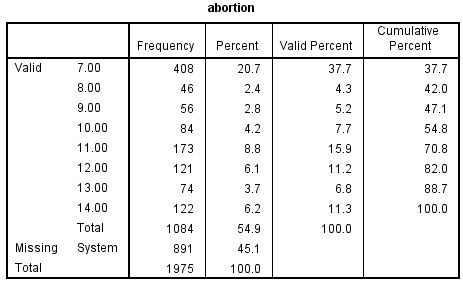 abortion
Frequency Percent Valid Percent Cumulative Percent
Valid 7.00 408 20.7 37.7 37.7
8.00 46 2.4 4.3 42.0
9.00 56 2.8 5.2 47.1
10.00 84 4.2 7.7 54.8
11.00 173 8.8 15.9 70.8
12.00 121 6.1 11.2 82.0
13.00 74 3.7 6.8 88.7
14.00 122 6.2 11.3 100.0
Total 1084 54.9 100.0
Missing System 891 45.1
Total 1975 100.0